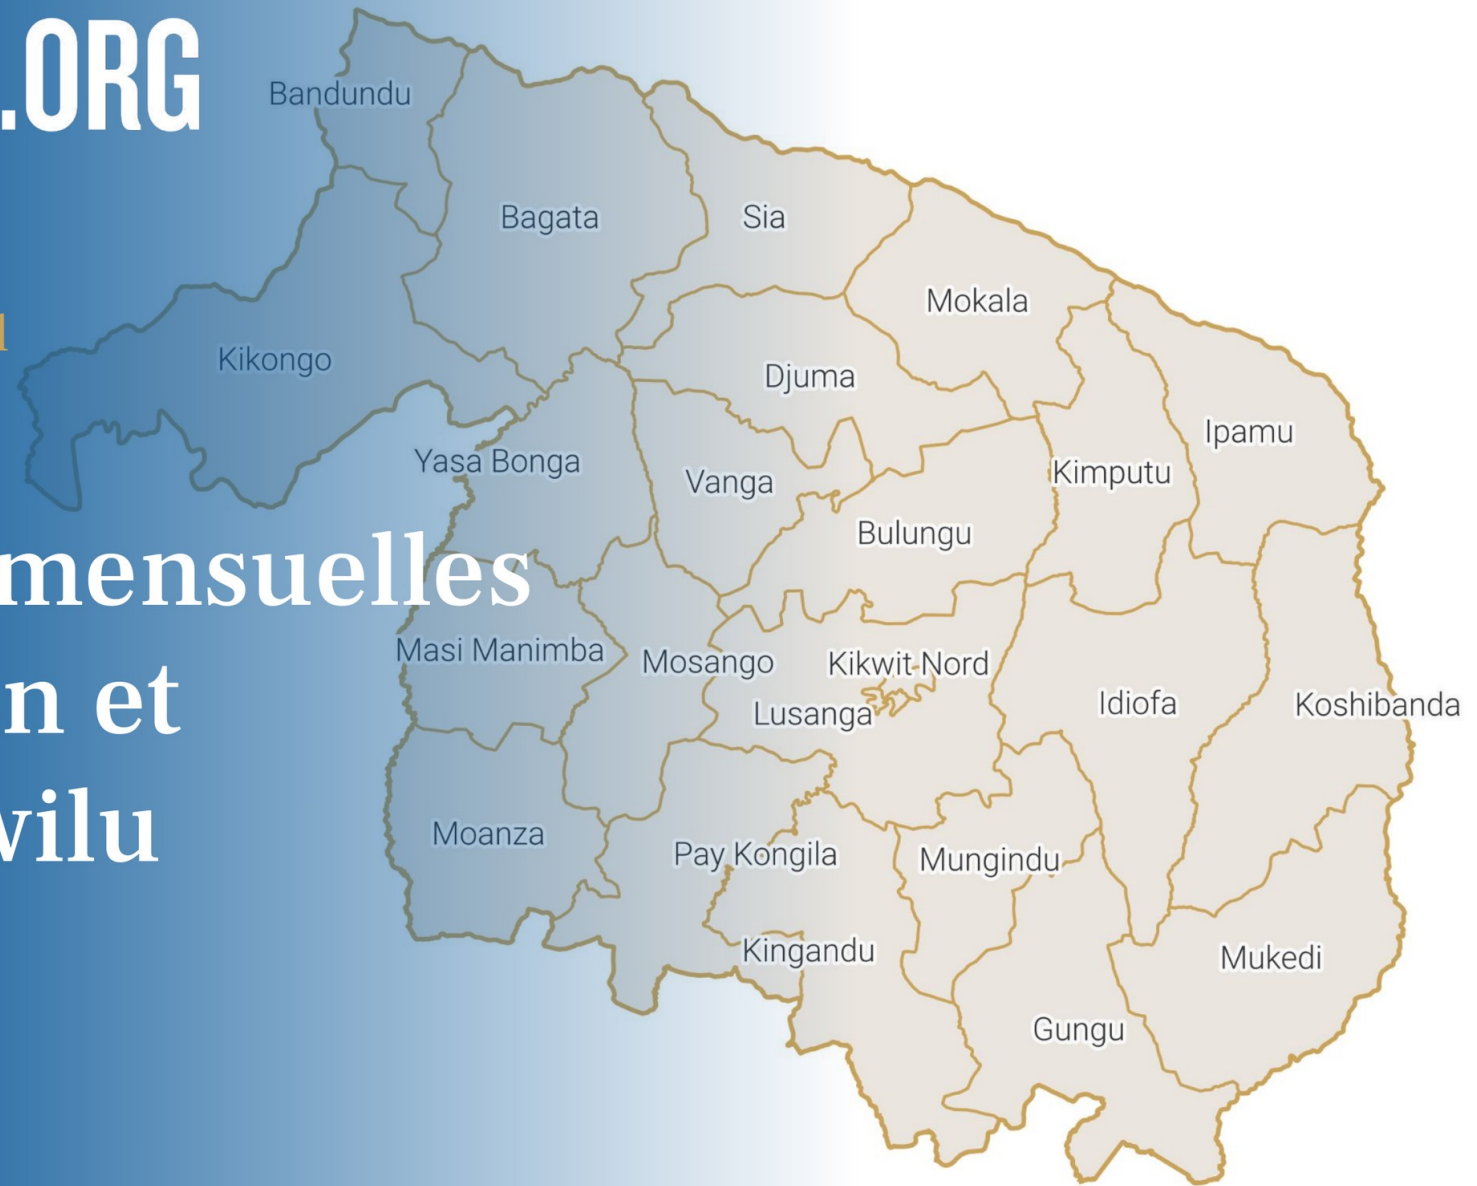 .ORG
Bandundu
Bagata
Sia
Mokala
Kikongo
Djuma
Ipamu
Yasa Bonga
Vanga
Kimputu
Bulungu
mensuelles
Masi Manimba
Mosango
Kikwit Nord
n et
Lusanga
Idiofa
Koshibanda
wilu
Moanza
Pay Kongila
Mungindu
Kingandu
Mukedi
Gungu